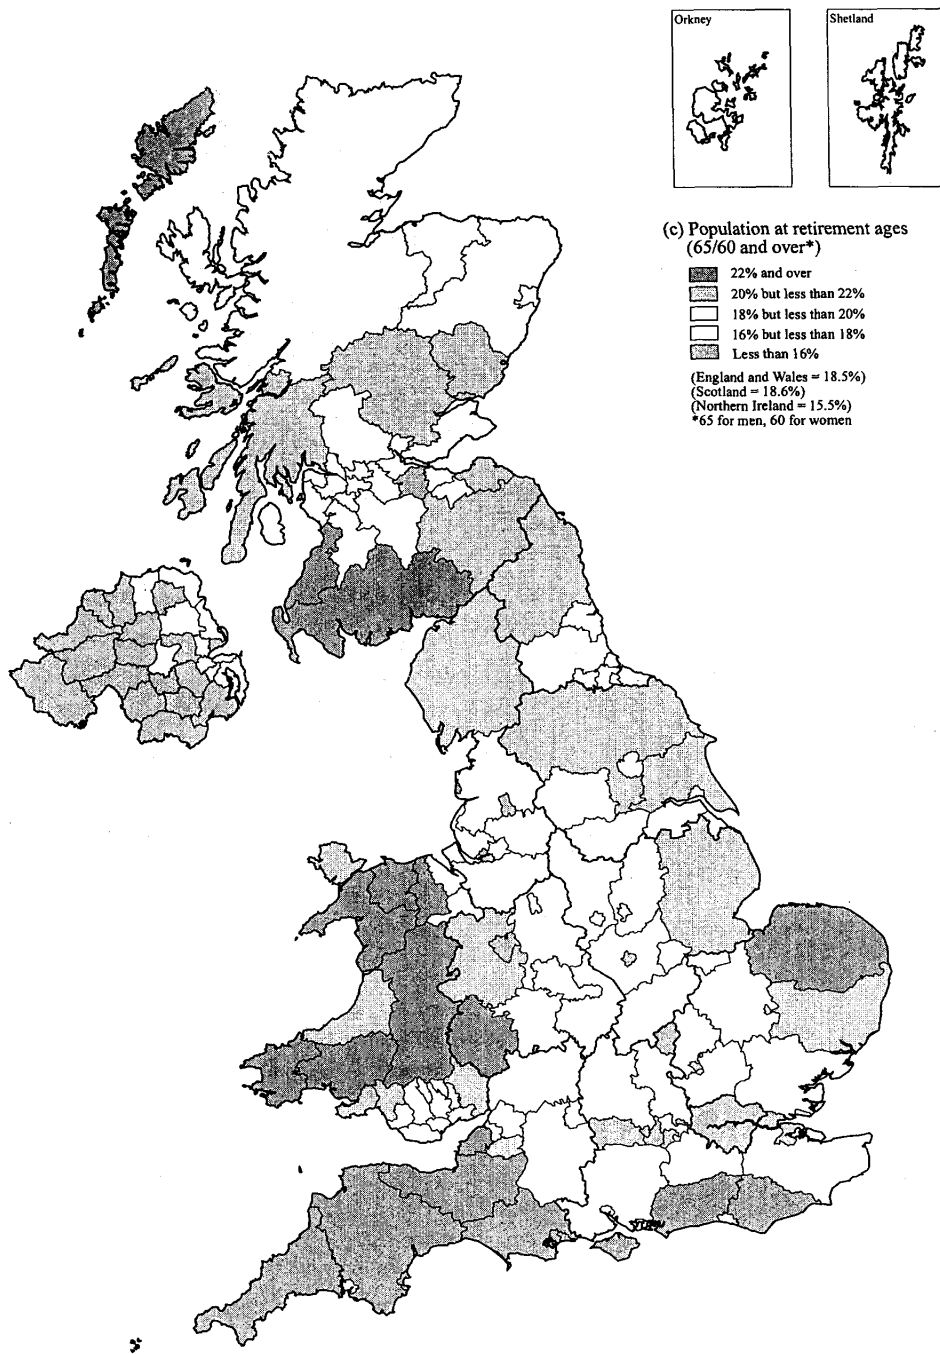 Orkney
Shetland
(c) Population at retirement ages
(65/60 and over*)
22% and over
20% but less than 22%
18% but less than 20%
16% but less than 18%
Less than 16%
(England and Wales = 18.5%)
(Scotland = 18.6%)
(Northern Ireland = 15.5%)
*65 for men, 60 for women